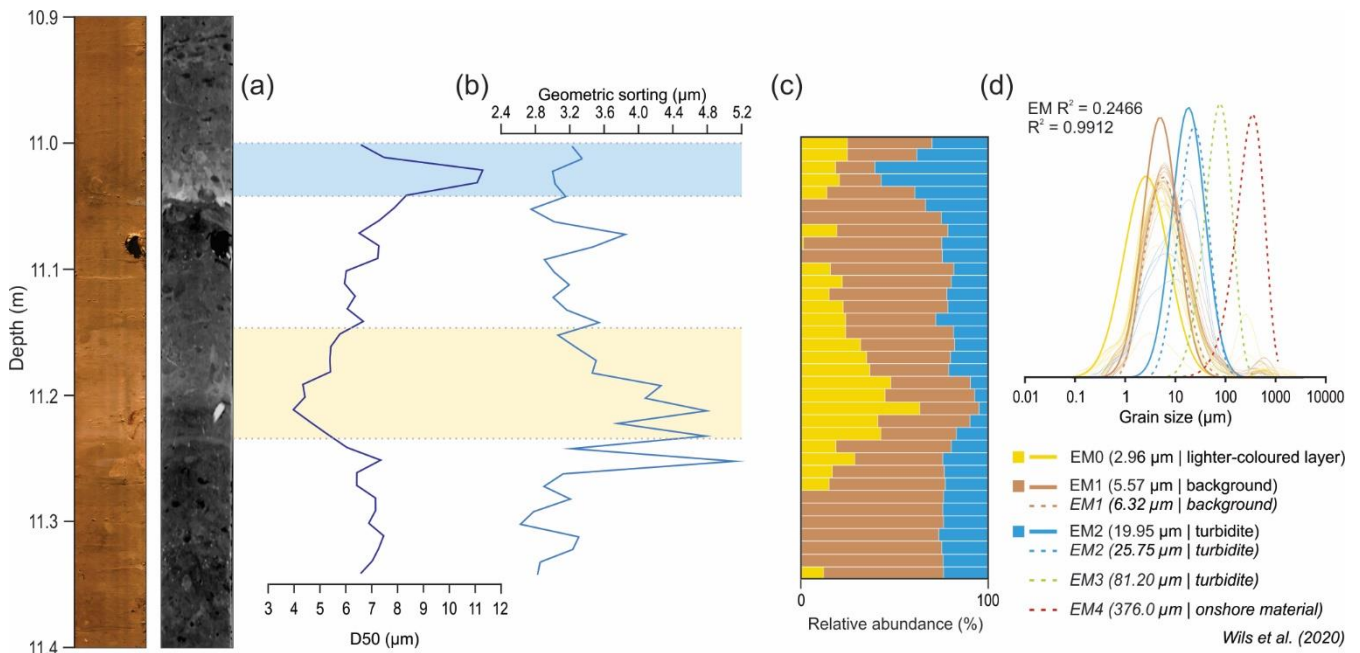 (a)
(b)
(c)
(d)
Depth (m)
10.9
11.0
11.1
11.2
11.3
11.4
3 4 5 6 7 8 9 10 11 12
D50 (µm)
Geometric sorting (µm)
2.4 2.8 3.2 3.6 4.4 4.8 5.2
0 100
Relative abundance (%)
EM R² = 0.2466
R² = 0.9912
0.01 0.1 1 10 100 1000 10000
Grain size (µm)
EM0 (2.96 µm | lighter-coloured layer)
EM1 (5.57 µm | background)
EM1 (6.32 µm | background)
EM2 (19.95 µm | turbidite)
EM2 (25.75 µm | turbidite)
EM3 (81.20 µm | turbidite)
EM4 (376.0 µm | onshore material)
Wils et al. (2020)